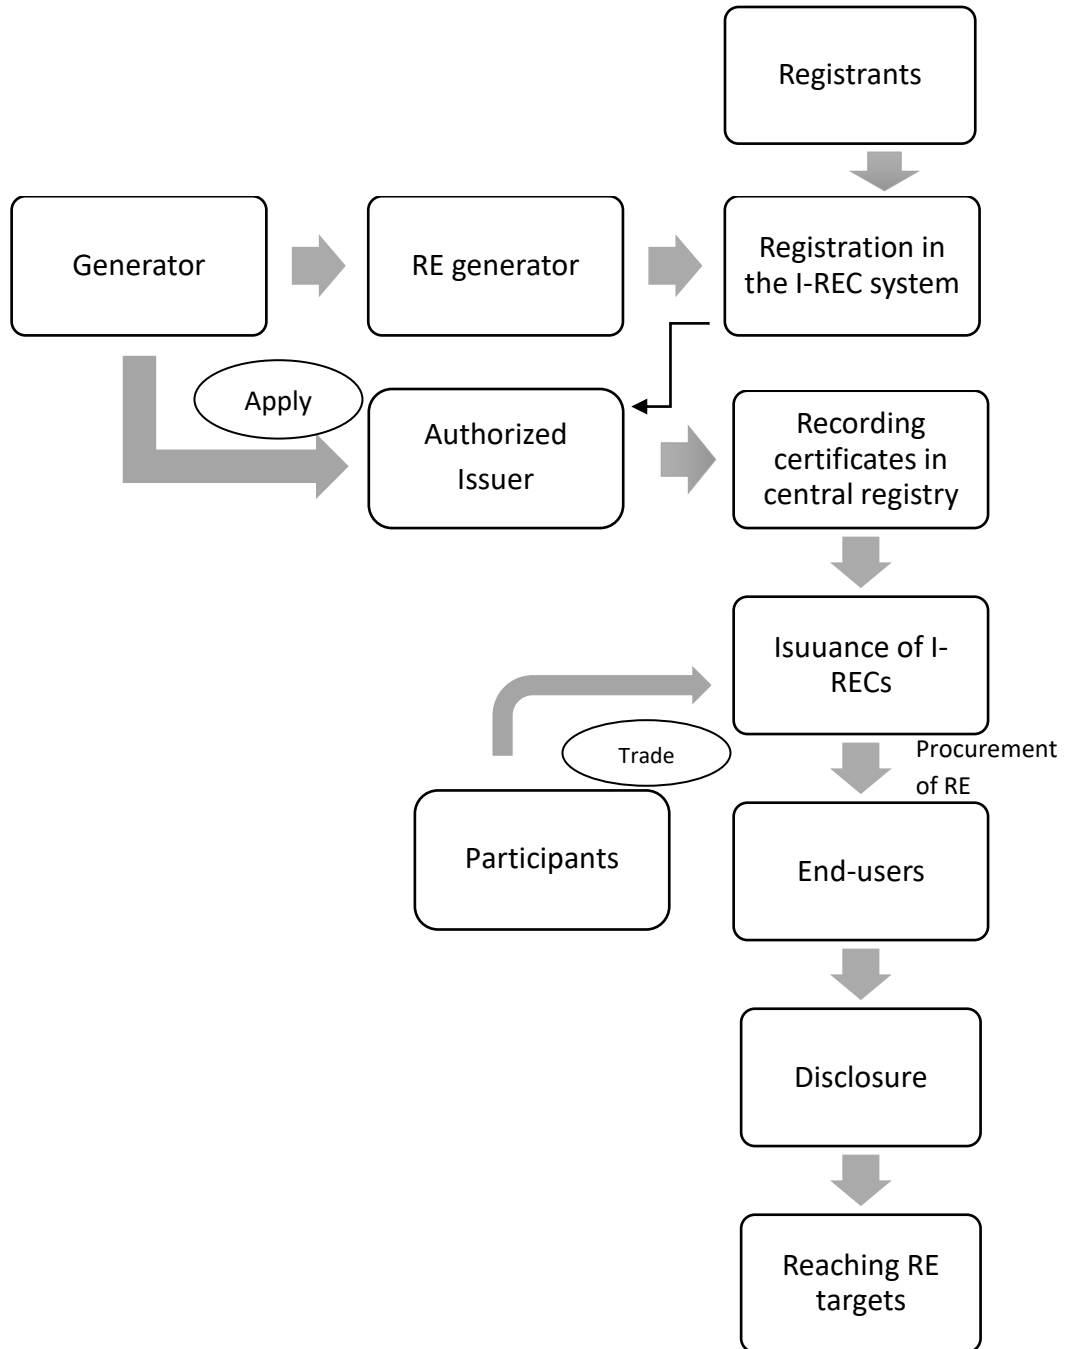 Registrants
Generator
RE generator
Registration in
the I-REC system
Apply
Authorized
Issuer
Recording
certificates in
central registry
Isuuance of I-
RECs
Trade
Procurement
of RE
Participants
End-users
Disclosure
Reaching RE
targets